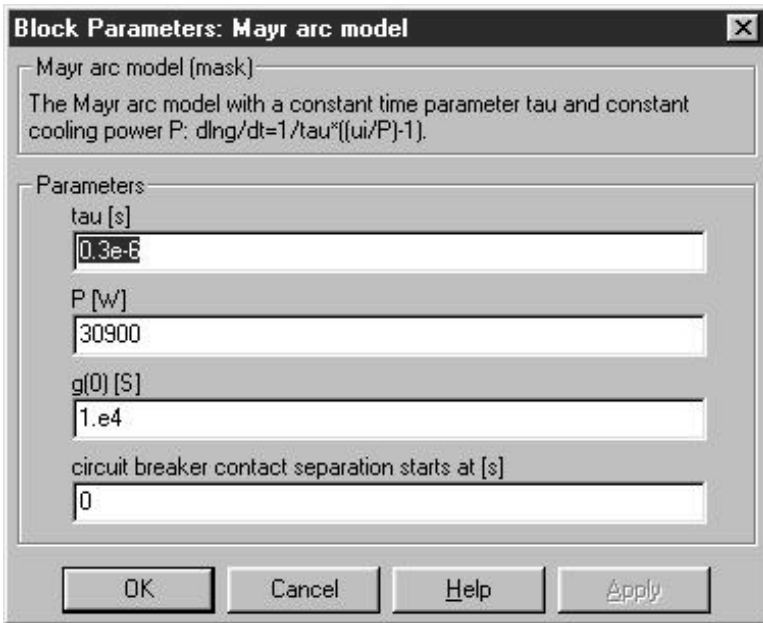 Block Parameters: Mayr arc model
Mayr arc model (mask)
The Mayr arc model with a constant time parameter tau and constant
cooling power P: dlng/dt=1/tau*((ui/P)-1).
Parameters
tau [s]
0.3e-6
P [W]
30900
g(0) [S]
1.e4
circuit breaker contact separation starts at [s]
0
OK Cancel Help Apply